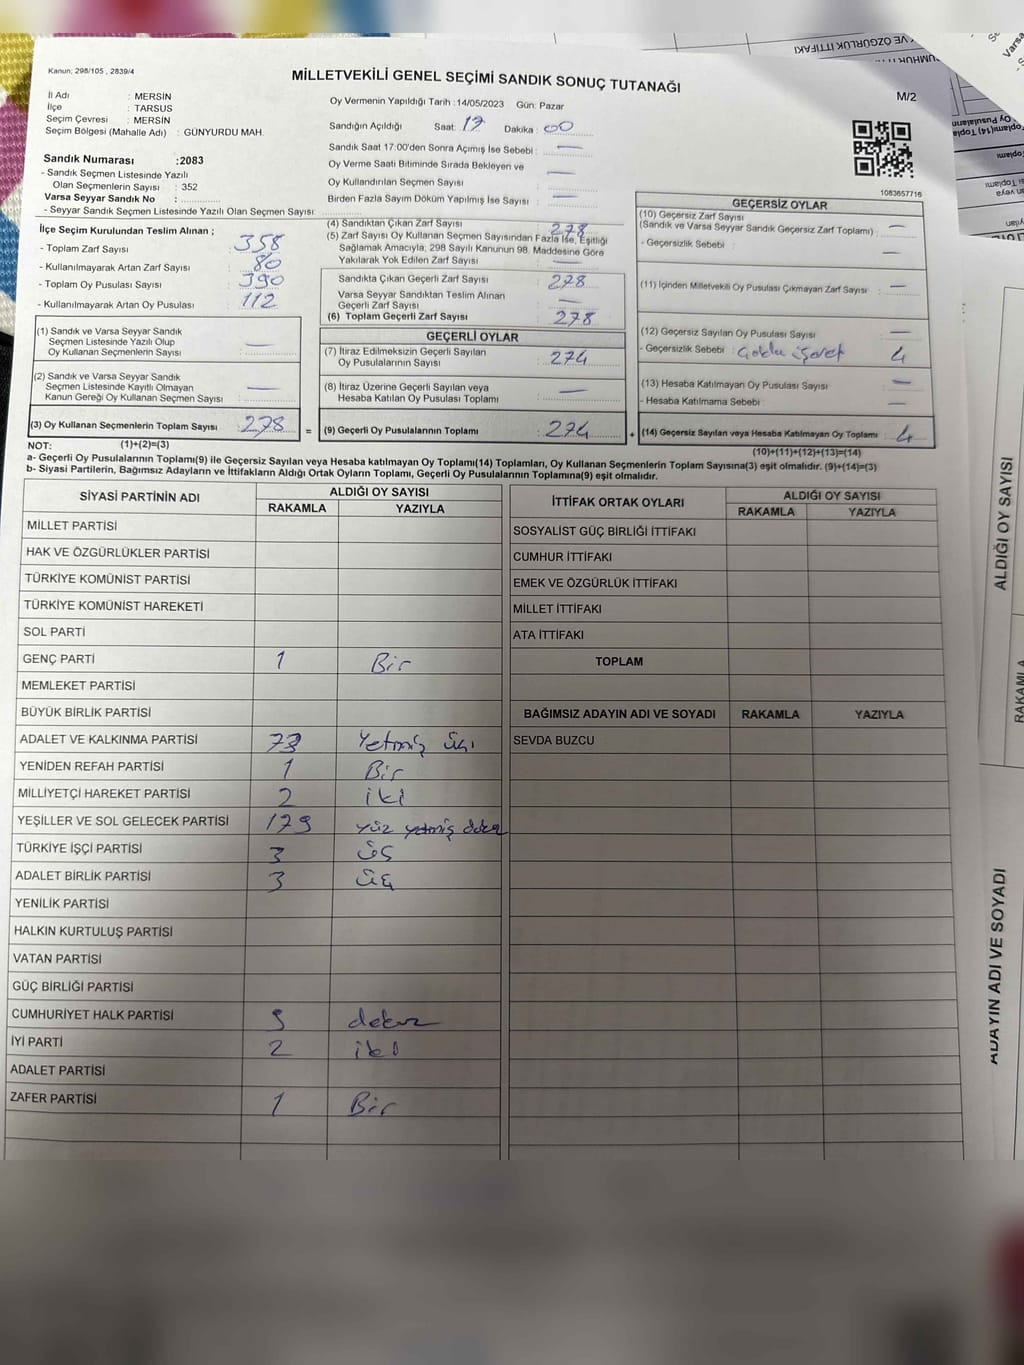 Kanun; 298/105 , 2839/4
MİLLETVEKİLİ GENEL SEÇİMİ SANDIK SONUÇ TUTANAĞI
M/2
İl Adı : MERSİN
İlçe : TARSUS
Seçim Çevresi : MERSİN
Seçim Bölgesi (Mahalle Adı) : GÜNYURDU MAH.
Sandık Numarası :2083
- Sandık Seçmen Listesinde Yazılı
Olan Seçmenlerin Sayısı : 352
Varsa Seyyar Sandık No :
- Seyyar Sandık Seçmen Listesinde Yazılı Olan Seçmen Sayısı:
Oy Vermenin Yapıldığı Tarih :14/05/2023 Gün: Pazar
Sandığın Açıldığı Saat: 17 Dakika : 00
Sandık Saat 17:00'den Sonra Açımış İse Sebebi : —
Oy Verme Saati Bitiminde Sırada Bekleyen ve
Oy Kullandırılan Seçmen Sayısı : —
Birden Fazla Sayım Döküm Yapılmış İse Sayısı : —
1083657716
İlçe Seçim Kurulundan Teslim Alınan ;
- Toplam Zarf Sayısı : 358
- Kullanılmayarak Artan Zarf Sayısı : 80
- Toplam Oy Pusulası Sayısı : 390
- Kullanılmayarak Artan Oy Pusulası : 112
(1) Sandık ve Varsa Seyyar Sandık
Seçmen Listesinde Yazılı Olup
Oy Kullanan Seçmenlerin Sayısı : —
(2) Sandık ve Varsa Seyyar Sandık
Seçmen Listesinde Kayıtlı Olmayan
Kanun Gereği Oy Kullanan Seçmen Sayısı : —
(3) Oy Kullanan Seçmenlerin Toplam Sayısı : 278
(4) Sandıktan Çıkan Zarf Sayısı : 278
(5) Zarf Sayısı Oy Kullanan Seçmen Sayısından Fazla İse, Eşitliği
Sağlamak Amacıyla, 298 Sayılı Kanunun 98. Maddesine Göre
Yakılarak Yok Edilen Zarf Sayısı : —
Sandıkta Çıkan Geçerli Zarf Sayısı : 278
Varsa Seyyar Sandıktan Teslim Alınan
Geçerli Zarf Sayısı : —
(6) Toplam Geçerli Zarf Sayısı : 278
GEÇERLİ OYLAR
(7) İtiraz Edilmeksizin Geçerli Sayılan
Oy Pusulalarının Sayısı : 274
(8) İtiraz Üzerine Geçerli Sayılan veya
Hesaba Katılan Oy Pusulası Toplamı : —
= (9) Geçerli Oy Pusulalarının Toplamı : 274
GEÇERSİZ OYLAR
(10) Geçersiz Zarf Sayısı
(Sandık ve Varsa Seyyar Sandık Geçersiz Zarf Toplamı) : —
- Geçersizlik Sebebi : —
(11) İçinden Milletvekili Oy Pusulası Çıkmayan Zarf Sayısı : —
(12) Geçersiz Sayılan Oy Pusulası Sayısı : —
- Geçersizlik Sebebi : işaret 4
(13) Hesaba Katılmayan Oy Pusulası Sayısı : —
- Hesaba Katılmama Sebebi : —
+ (14) Geçersiz Sayılan veya Hesaba Katılmayan Oy Toplamı : 4
NOT: (1)+(2)=(3)
(10)+(11)+(12)+(13)=(14)
a- Geçerli Oy Pusulalarının Toplamı(9) ile Geçersiz Sayılan veya Hesaba katılmayan Oy Toplamı(14) Toplamları, Oy Kullanan Seçmenlerin Toplam Sayısına(3) eşit olmalıdır. (9)+(14)=(3)
b- Siyasi Partilerin, Bağımsız Adayların ve İttifakların Aldığı Ortak Oyların Toplamı, Geçerli Oy Pusulalarının Toplamına(9) eşit olmalıdır.
SİYASİ PARTİNİN ADI ALDIĞI OY SAYISI
RAKAMLA YAZIYLA
MİLLET PARTİSİ
HAK VE ÖZGÜRLÜKLER PARTİSİ
TÜRKİYE KOMÜNİST PARTİSİ
TÜRKİYE KOMÜNİST HAREKETİ
SOL PARTİ
GENÇ PARTİ 1 Bir
MEMLEKET PARTİSİ
BÜYÜK BİRLİK PARTİSİ
ADALET VE KALKINMA PARTİSİ 73 Yetmiş üç
YENİDEN REFAH PARTİSİ 1 Bir
MİLLİYETÇİ HAREKET PARTİSİ 2 iki
YEŞİLLER VE SOL GELECEK PARTİSİ 179 yüz yetmiş dokuz
TÜRKİYE İŞÇİ PARTİSİ 3 üç
ADALET BİRLİK PARTİSİ 3 üç
YENİLİK PARTİSİ
HALKIN KURTULUŞ PARTİSİ
VATAN PARTİSİ
GÜÇ BİRLİĞİ PARTİSİ
CUMHURİYET HALK PARTİSİ 9 dokuz
İYİ PARTİ 2 iki
ADALET PARTİSİ
ZAFER PARTİSİ 1 Bir
İTTİFAK ORTAK OYLARI ALDIĞI OY SAYISI
RAKAMLA YAZIYLA
SOSYALİST GÜÇ BİRLİĞİ İTTİFAKI
CUMHUR İTTİFAKI
EMEK VE ÖZGÜRLÜK İTTİFAKI
MİLLET İTTİFAKI
ATA İTTİFAKI
TOPLAM
BAĞIMSIZ ADAYIN ADI VE SOYADI RAKAMLA YAZIYLA
SEVDA BUZCU
ALDIĞI OY SAYISI
RAKAMLA
ADAYIN ADI VE SOYADI
VE ÖZGÜRLÜK İTTİFAKI